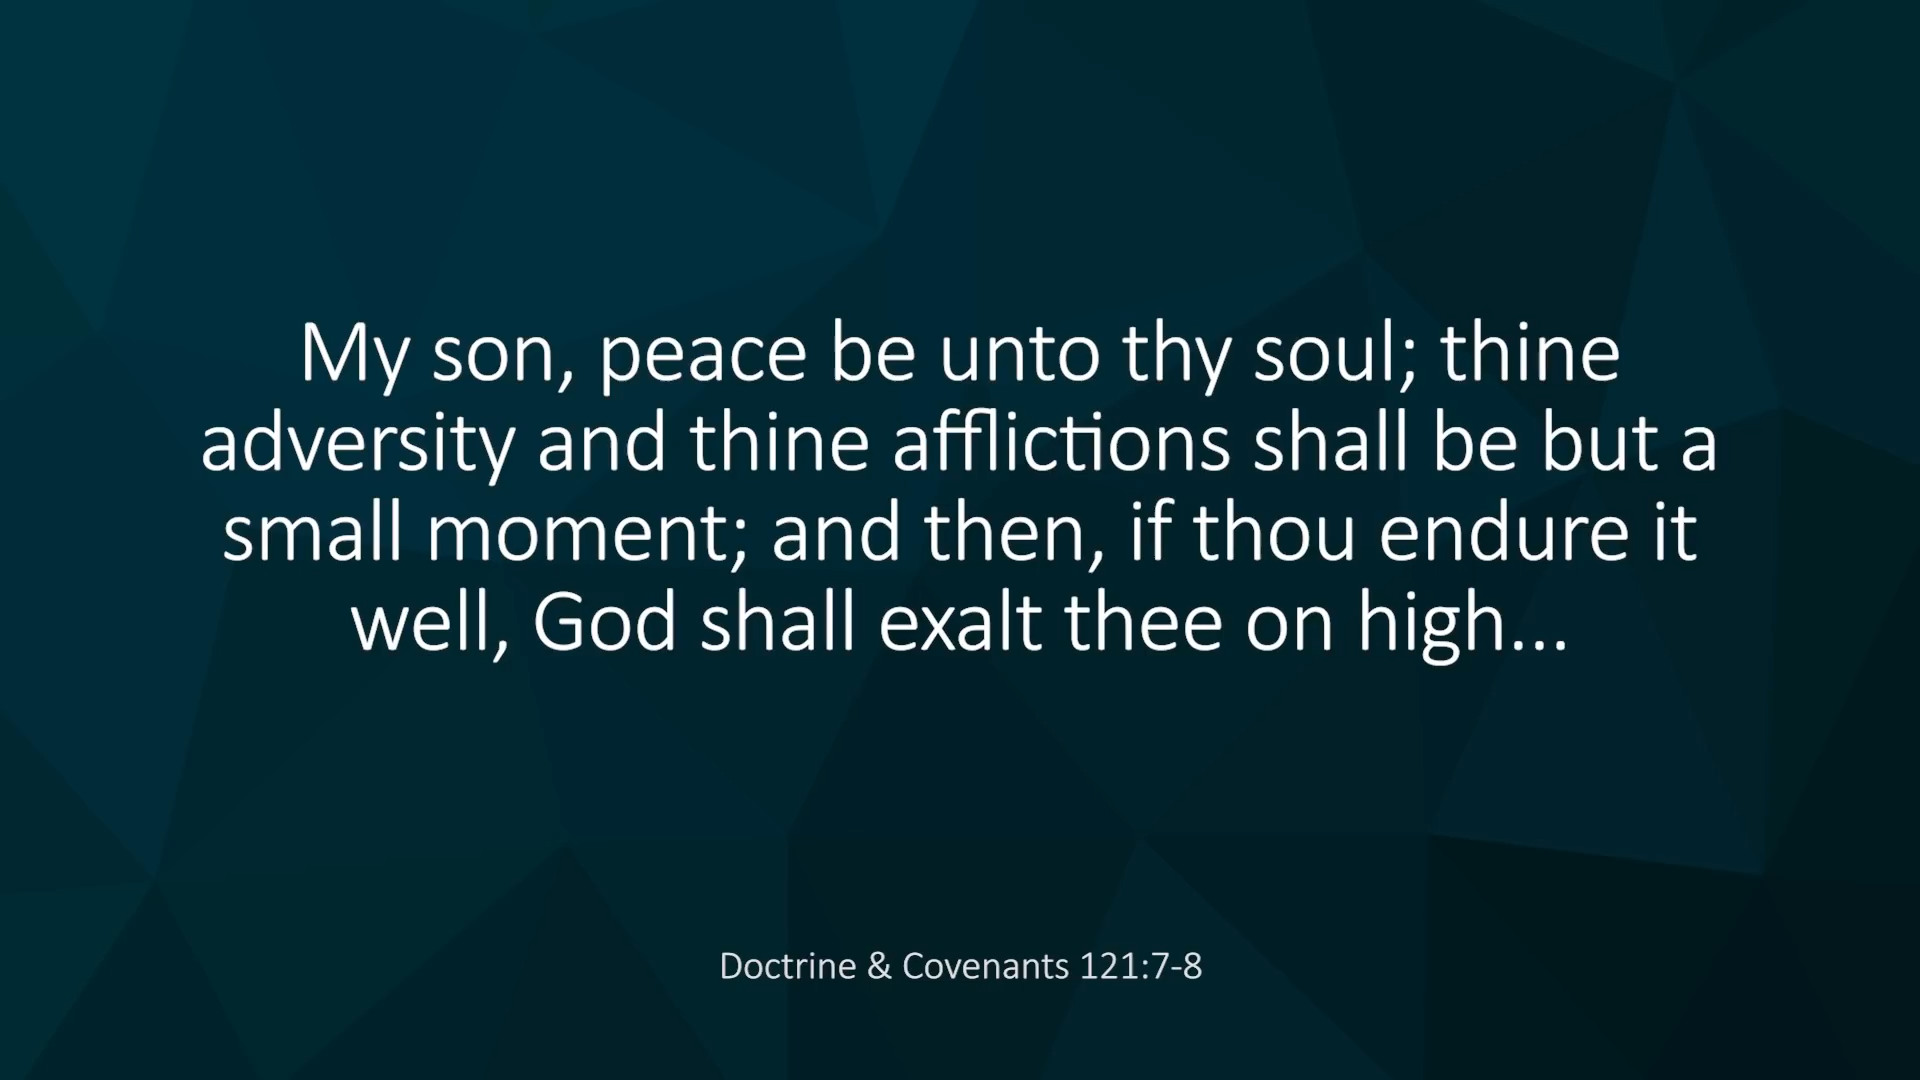 My son, peace be unto thy soul; thine
adversity and thine afflictions shall be but a
small moment; and then, if thou endure it
well, God shall exalt thee on high...
Doctrine & Covenants 121:7-8